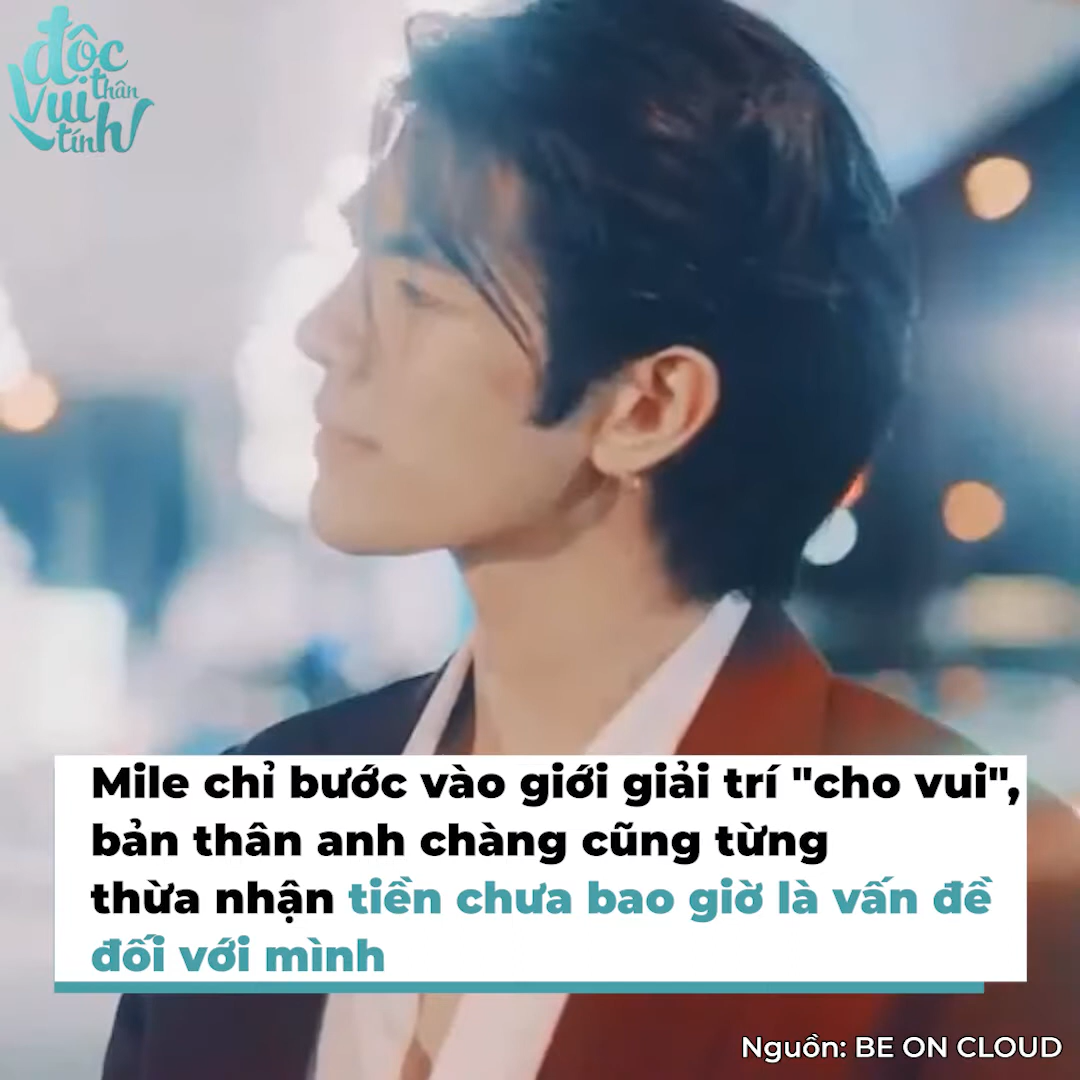 độc
thân
vui
tính
Mile chỉ bước vào giới giải trí "cho vui",
bản thân anh chàng cũng từng
thừa nhận tiền chưa bao giờ là vấn đề
đối với mình
Nguồn: BE ON CLOUD